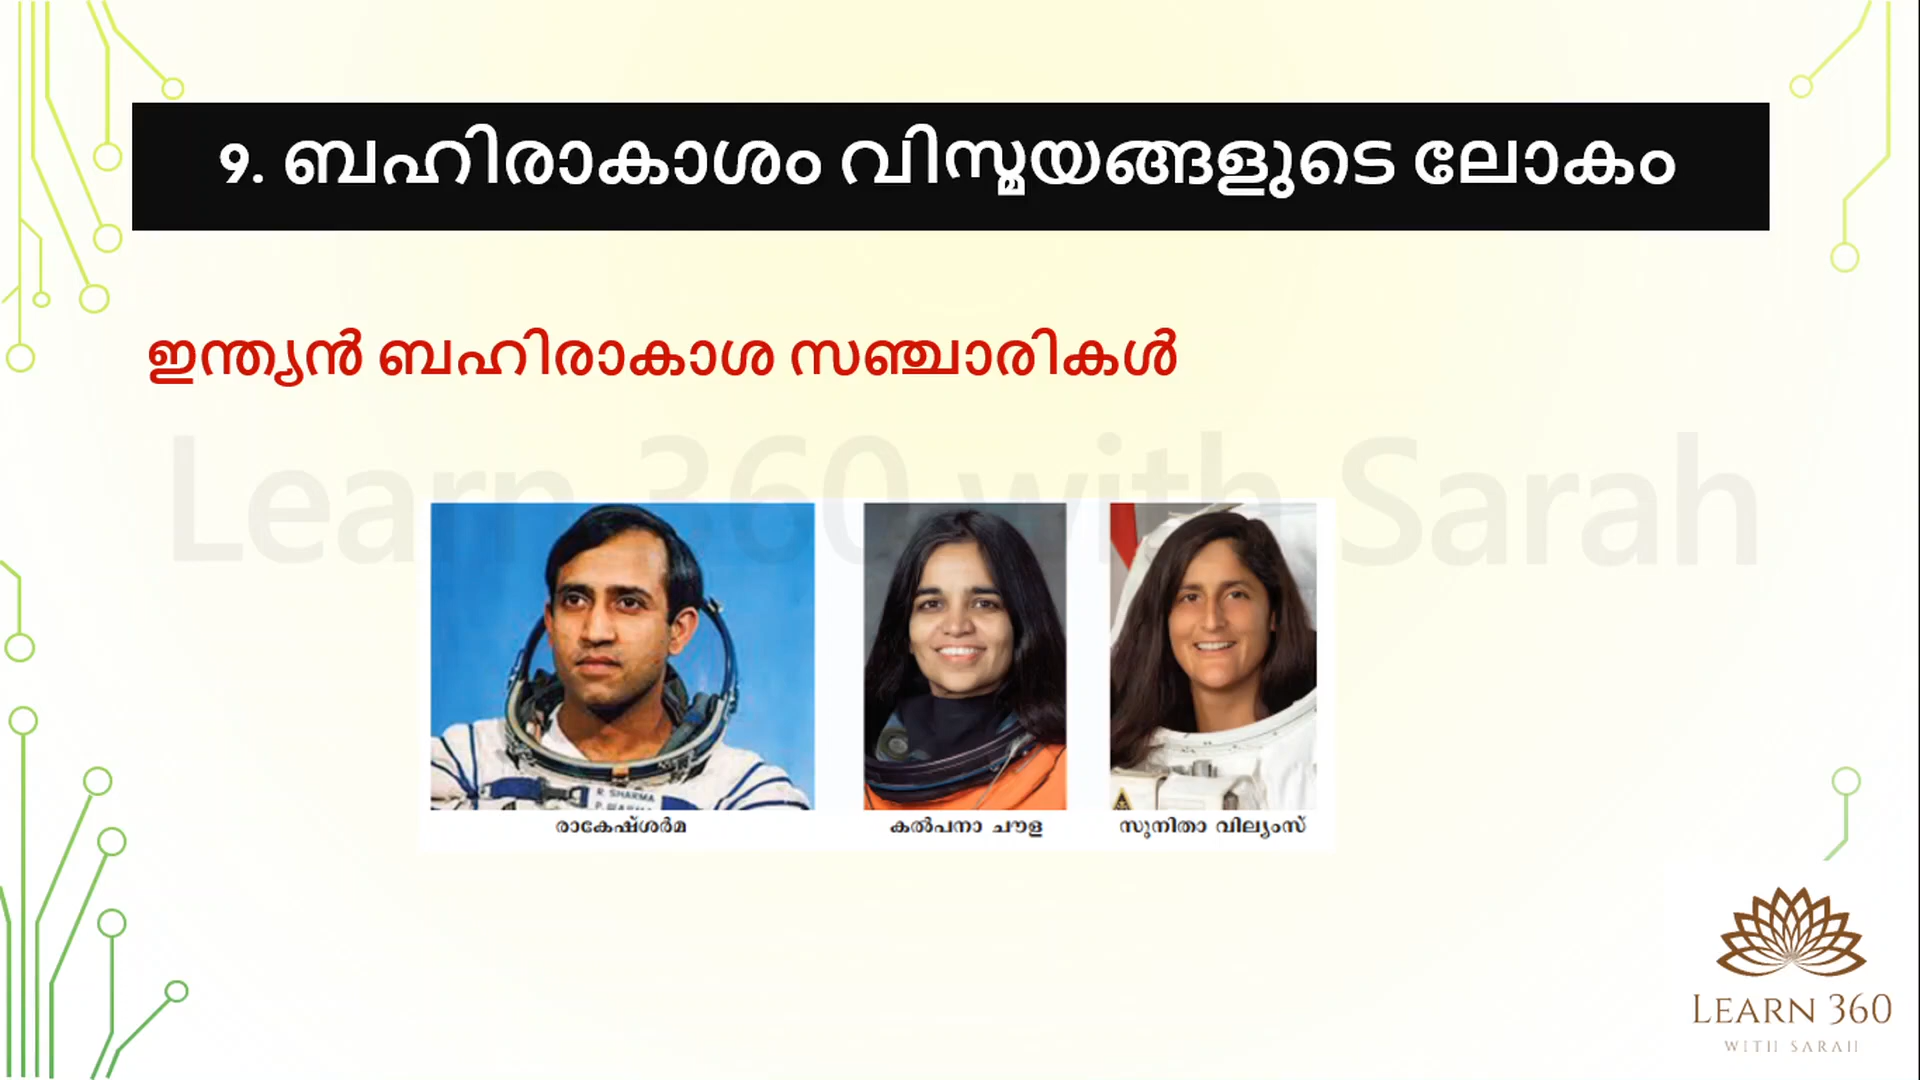 9. ബഹിരാകാശം വിസ്മയങ്ങളുടെ ലോകം
ഇന്ത്യൻ ബഹിരാകാശ സഞ്ചാരികൾ
Learn 360 with Sarah
R. SHARMA
രാകേഷ്ശർമ
കൽപനാ ചൗള
സുനിതാ വില്യംസ്
LEARN 360
WITH SARAH